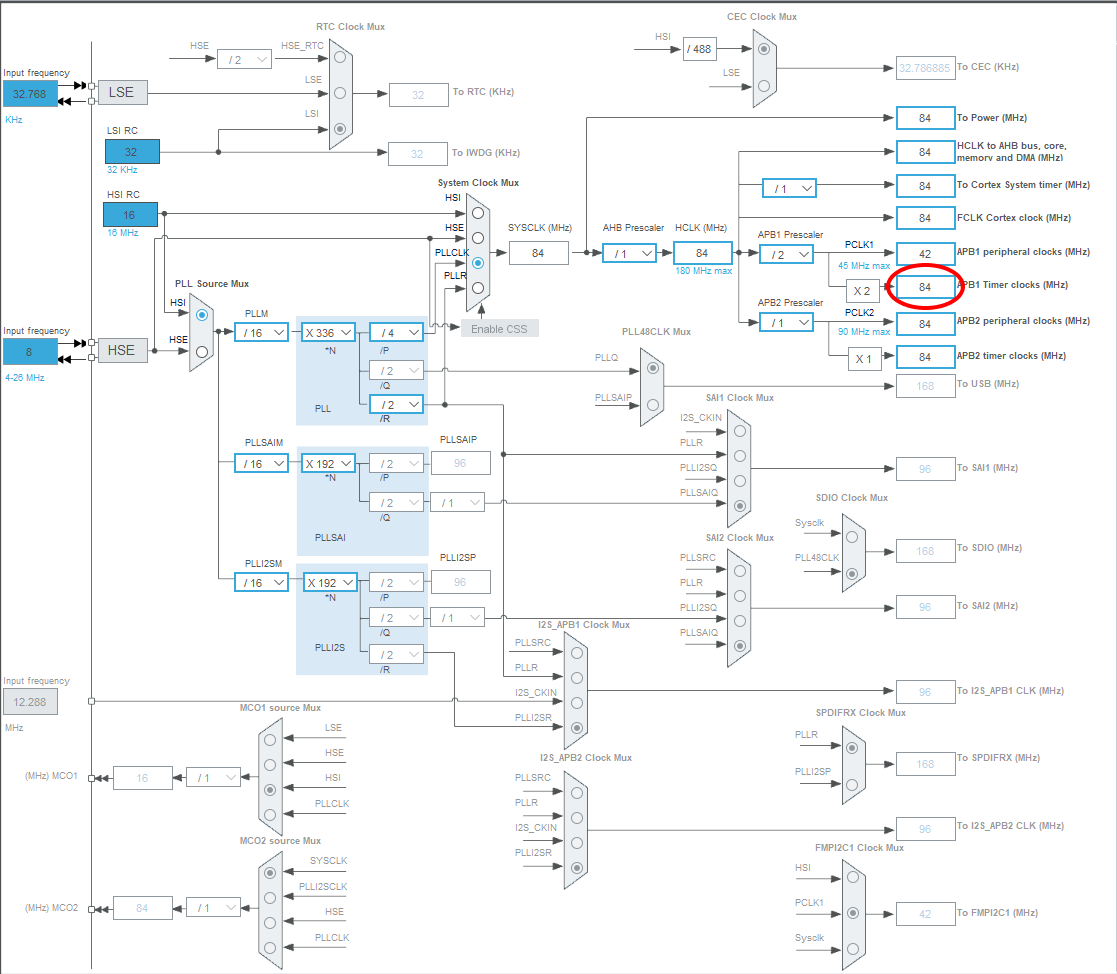 RTC Clock Mux
HSE
/ 2
HSE_RTC
LSE
LSI
32
To RTC (KHz)
32
To IWDG (KHz)
CEC Clock Mux
HSI
/ 488
LSE
32.786885
To CEC (KHz)
Input frequency
32.768
KHz
LSE
LSI RC
32
32 KHz
HSI RC
16
16 MHz
Input frequency
8
4-26 MHz
HSE
PLL Source Mux
HSI
HSE
System Clock Mux
HSI
HSE
PLLCLK
PLLR
Enable CSS
SYSCLK (MHz)
84
AHB Prescaler
/ 1
HCLK (MHz)
84
180 MHz max
84
To Power (MHz)
84
HCLK to AHB bus, core,
memory and DMA (MHz)
/ 1
84
To Cortex System timer (MHz)
84
FCLK Cortex clock (MHz)
APB1 Prescaler
/ 2
PCLK1
45 MHz max
42
APB1 peripheral clocks (MHz)
X 2
84
APB1 Timer clocks (MHz)
APB2 Prescaler
/ 1
PCLK2
90 MHz max
84
APB2 peripheral clocks (MHz)
X 1
84
APB2 timer clocks (MHz)
PLLM
/ 16
X 336
*N
/ 4
/P
/ 2
/Q
/ 2
/R
PLL
PLLSAIM
/ 16
X 192
*N
/ 2
/P
/ 2
/Q
/ 1
PLLSAIP
96
PLLSAI
PLLI2SM
/ 16
X 192
*N
/ 2
/P
/ 2
/Q
/ 1
/ 2
/R
PLLI2SP
96
PLLI2S
PLL48CLK Mux
PLLQ
PLLSAIP
168
To USB (MHz)
SAI1 Clock Mux
I2S_CKIN
PLLR
PLLI2SQ
PLLSAIQ
96
To SAI1 (MHz)
SDIO Clock Mux
Sysclk
PLL48CLK
168
To SDIO (MHz)
SAI2 Clock Mux
PLLSRC
PLLR
PLLI2SQ
PLLSAIQ
96
To SAI2 (MHz)
I2S_APB1 Clock Mux
PLLSRC
PLLR
I2S_CKIN
PLLI2SR
96
To I2S_APB1 CLK (MHz)
Input frequency
12.288
MHz
SPDIFRX Clock Mux
PLLR
PLLI2SP
168
To SPDIFRX (MHz)
MCO1 source Mux
LSE
HSE
HSI
PLLCLK
(MHz) MCO1
16
/ 1
I2S_APB2 Clock Mux
PLLSRC
PLLR
I2S_CKIN
PLLI2SR
96
To I2S_APB2 CLK (MHz)
MCO2 source Mux
SYSCLK
PLLI2SCLK
HSE
PLLCLK
(MHz) MCO2
84
/ 1
FMPI2C1 Clock Mux
HSI
PCLK1
Sysclk
42
To FMPI2C1 (MHz)